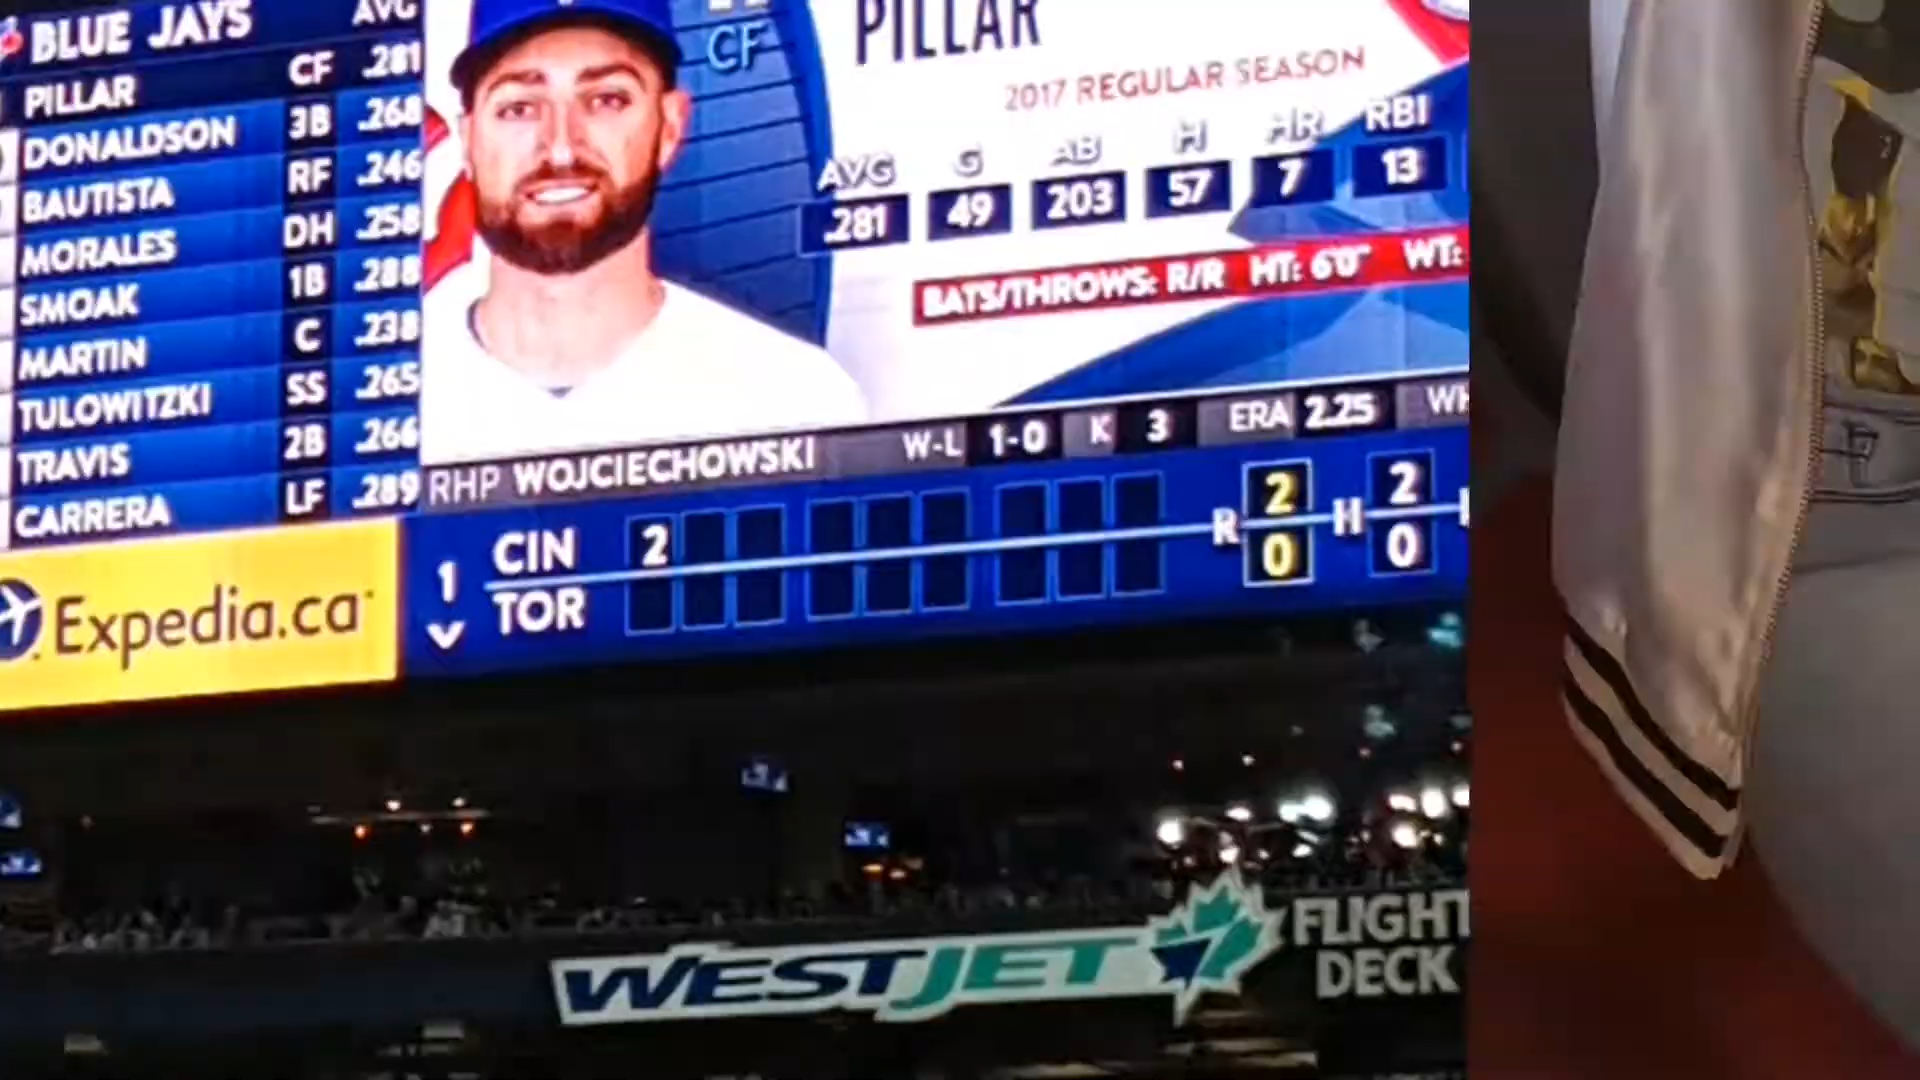 BLUE JAYS AVG
PILLAR CF .281
DONALDSON 3B .268
BAUTISTA RF .246
MORALES DH .258
SMOAK 1B .288
MARTIN C .238
TULOWITZKI SS .265
TRAVIS 2B .266
CARRERA LF .289
CF
PILLAR
2017 REGULAR SEASON
AVG G AB H HR RBI
.281 49 203 57 7 13
BATS/THROWS: R/R HT: 6'0" WT:
RHP WOJCIECHOWSKI W-L 1-0 K 3 ERA 2.25
1
CIN 2
TOR
R 2 0
H 2 0
Expedia.ca
WESTJET
FLIGHT
DECK